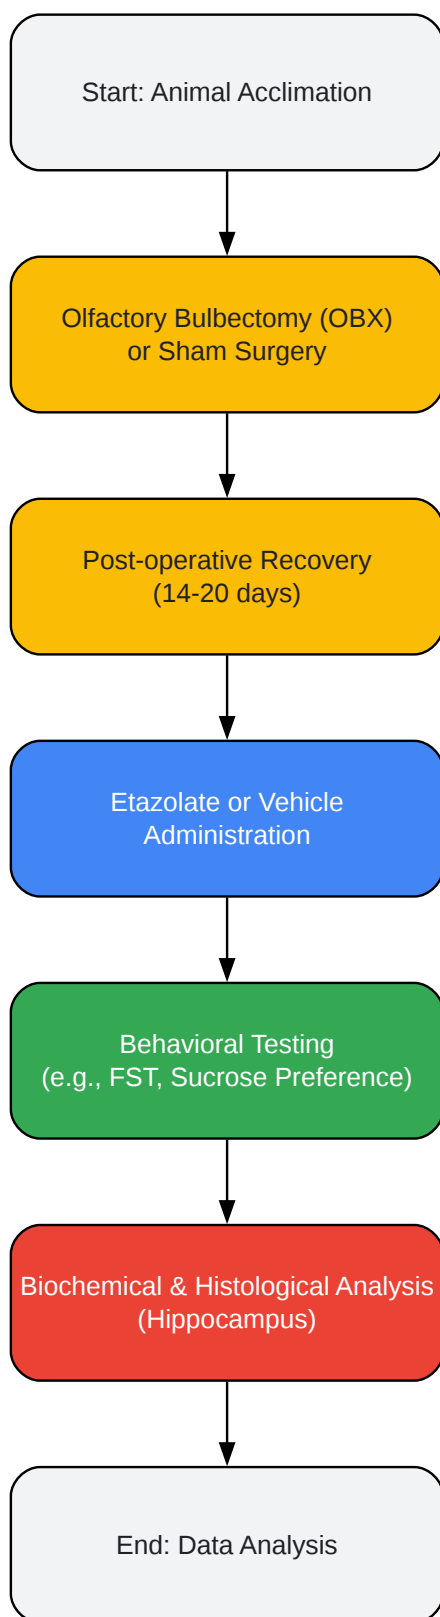 Start: Animal Acclimation
Olfactory Bulbectomy (OBX)
or Sham Surgery
Post-operative Recovery
(14-20 days)
Etazolate or Vehicle
Administration
Behavioral Testing
(e.g., FST, Sucrose Preference)
Biochemical & Histological Analysis
(Hippocampus)
End: Data Analysis